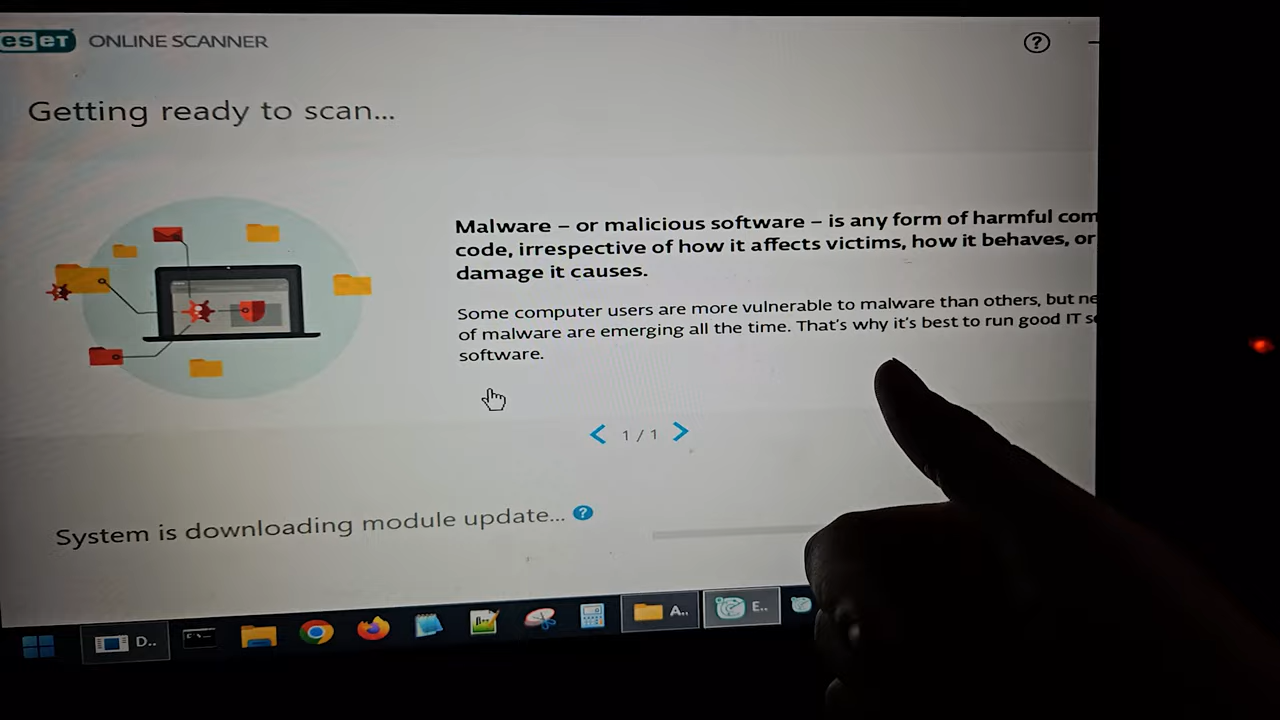 eseT ONLINE SCANNER
?
Getting ready to scan...
Malware – or malicious software – is any form of harmful com
code, irrespective of how it affects victims, how it behaves, or
damage it causes.
Some computer users are more vulnerable to malware than others, but ne
of malware are emerging all the time. That's why it's best to run good IT s
software.
< 1 / 1 >
System is downloading module update... ?
D.. A.. E..